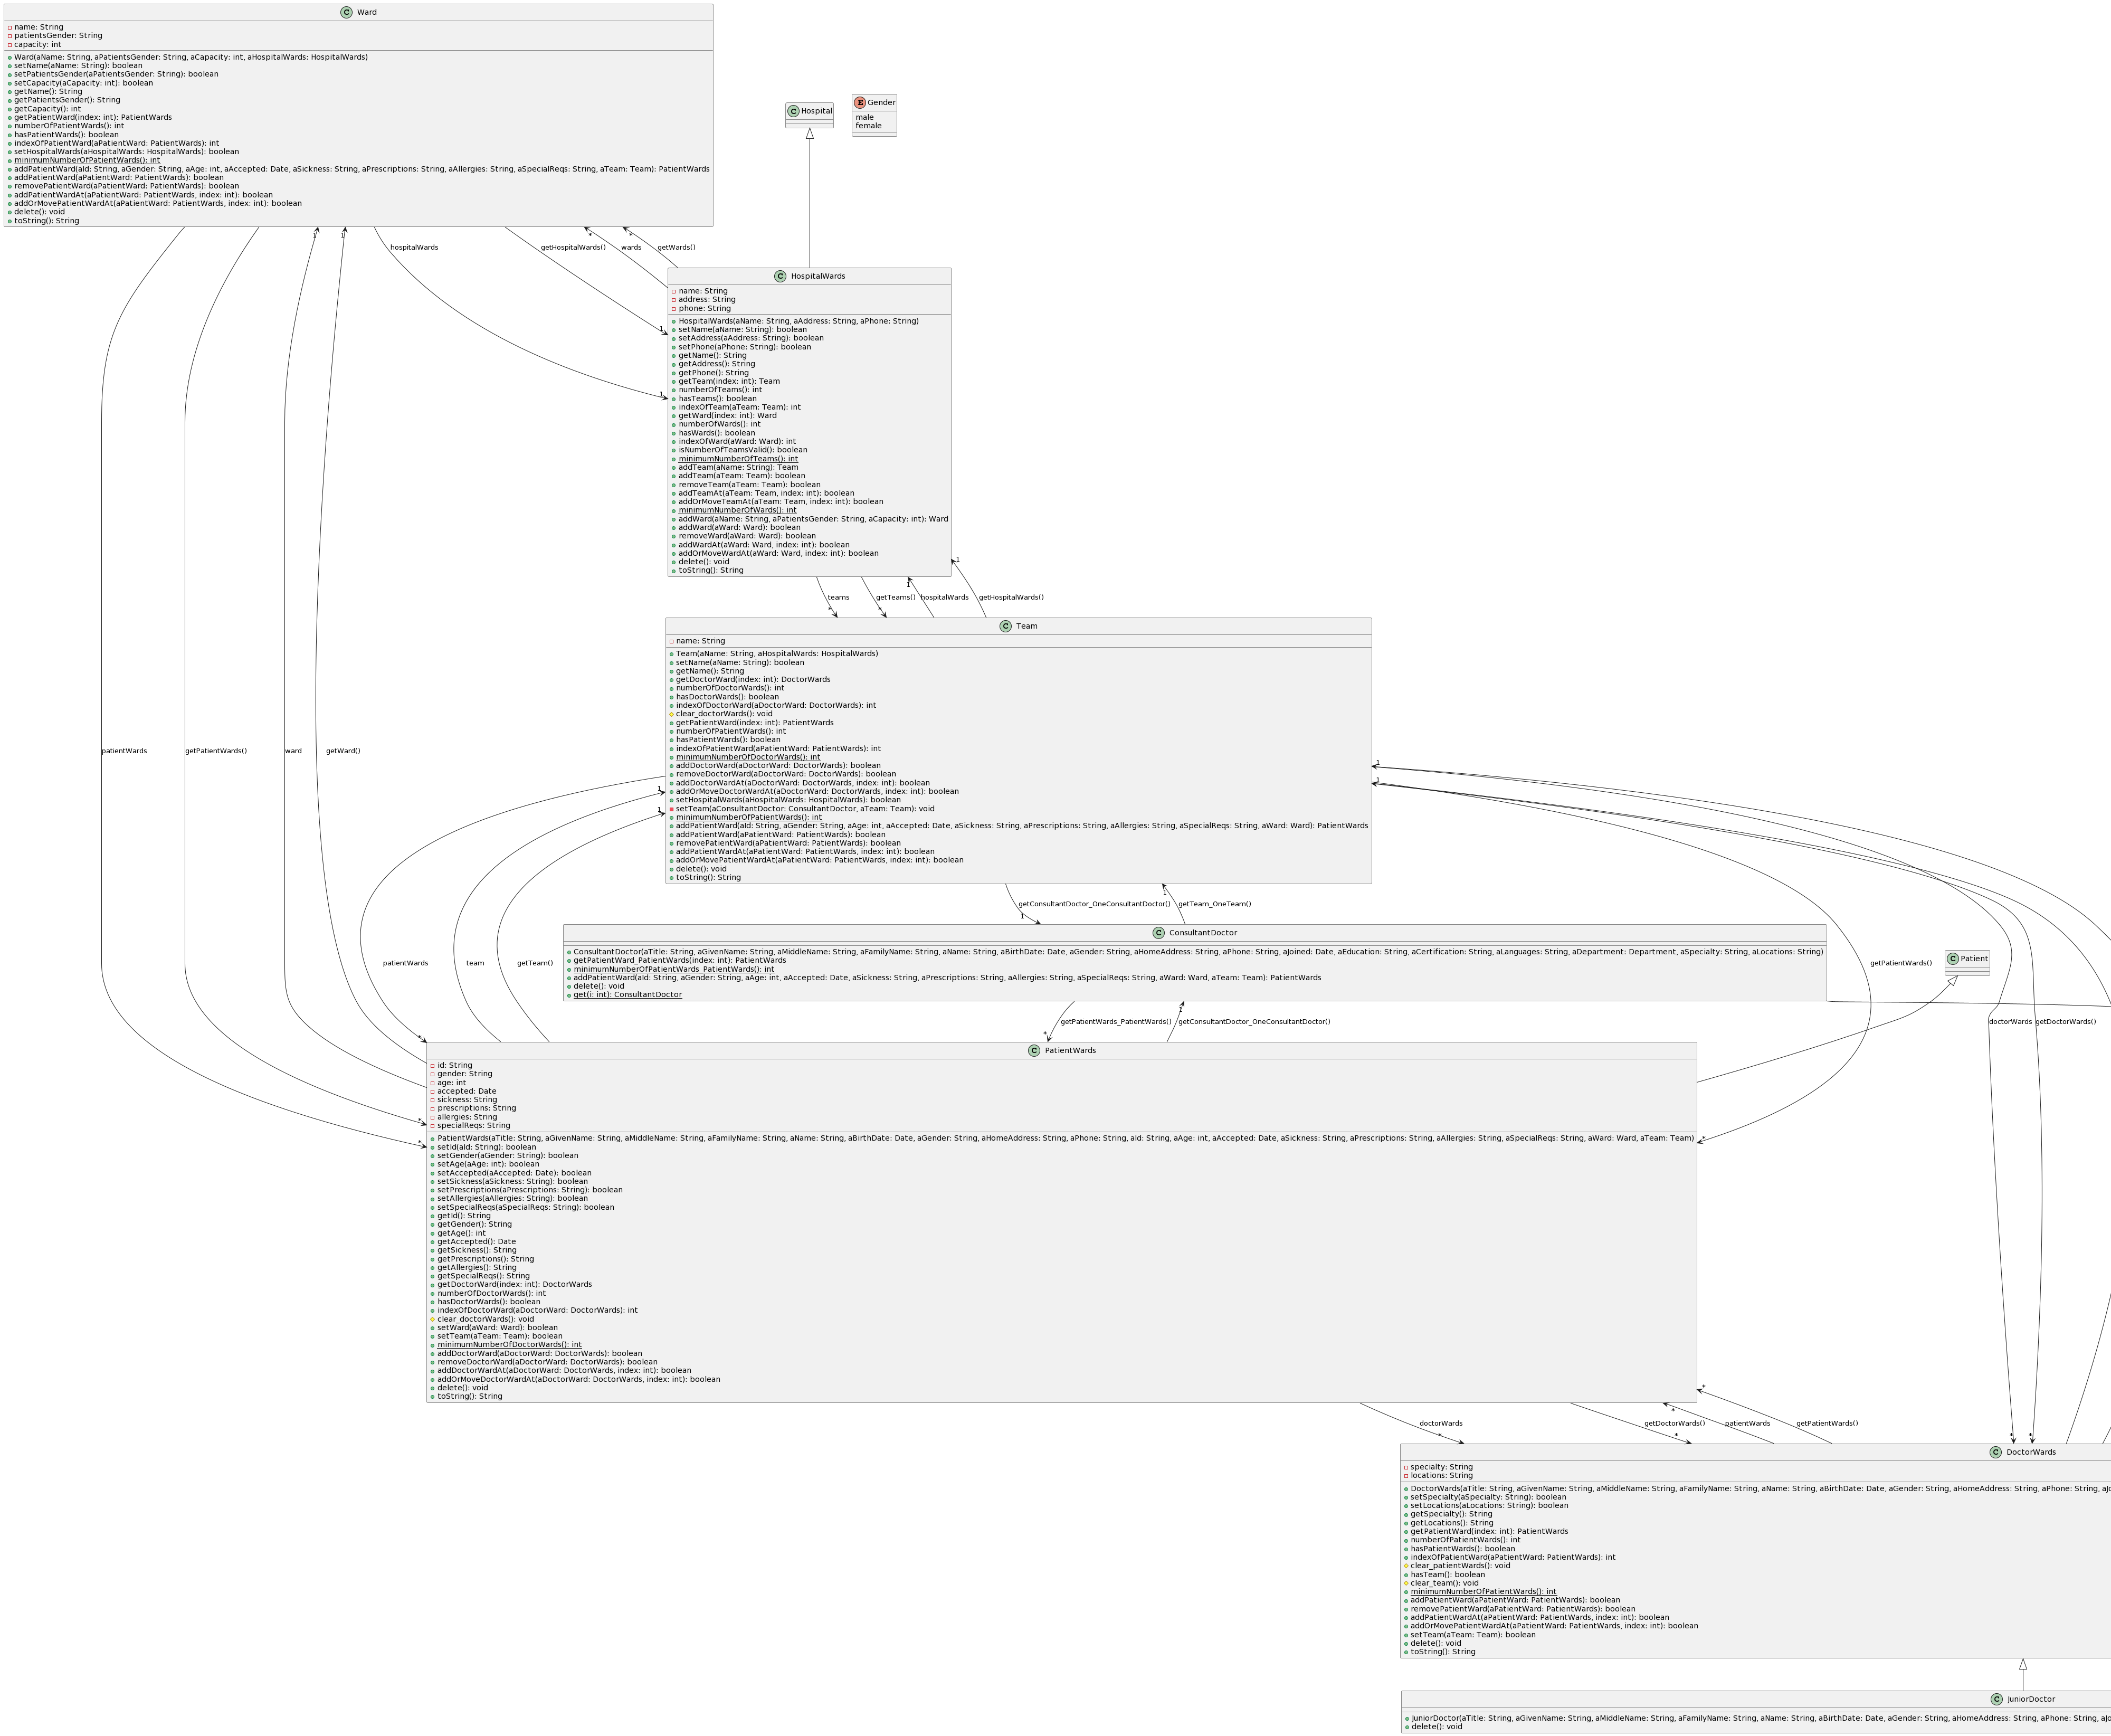 Ward
name: String
patientsGender: String
capacity: int
Ward(aName: String, aPatientsGender: String, aCapacity: int, aHospitalWards: HospitalWards)
setName(aName: String): boolean
setPatientsGender(aPatientsGender: String): boolean
setCapacity(aCapacity: int): boolean
getName(): String
getPatientsGender(): String
getCapacity(): int
getPatientWard(index: int): PatientWards
numberOfPatientWards(): int
hasPatientWards(): boolean
indexOfPatientWard(aPatientWard: PatientWards): int
setHospitalWards(aHospitalWards: HospitalWards): boolean
minimumNumberOfPatientWards(): int
addPatientWard(aId: String, aGender: String, aAge: int, aAccepted: Date, aSickness: String, aPrescriptions: String, aAllergies: String, aSpecialReqs: String, aTeam: Team): PatientWards
addPatientWard(aPatientWard: PatientWards): boolean
removePatientWard(aPatientWard: PatientWards): boolean
addPatientWardAt(aPatientWard: PatientWards, index: int): boolean
addOrMovePatientWardAt(aPatientWard: PatientWards, index: int): boolean
delete(): void
toString(): String
C Hospital
E Gender
male
female
1 1 * *
hospitalWards getHospitalWards() wards getWards()
C HospitalWards
name: String
address: String
phone: String
HospitalWards(aName: String, aAddress: String, aPhone: String)
setName(aName: String): boolean
setAddress(aAddress: String): boolean
setPhone(aPhone: String): boolean
getName(): String
getAddress(): String
getPhone(): String
getTeam(index: int): Team
numberOfTeams(): int
hasTeams(): boolean
indexOfTeam(aTeam: Team): int
getWard(index: int): Ward
numberOfWards(): int
hasWards(): boolean
indexOfWard(aWard: Ward): int
isNumberOfTeamsValid(): boolean
minimumNumberOfTeams(): int
addTeam(aName: String): Team
addTeam(aTeam: Team): boolean
removeTeam(aTeam: Team): boolean
addTeamAt(aTeam: Team, index: int): boolean
addOrMoveTeamAt(aTeam: Team, index: int): boolean
minimumNumberOfWards(): int
addWard(aName: String, aPatientsGender: String, aCapacity: int): Ward
addWard(aWard: Ward): boolean
removeWard(aWard: Ward): boolean
addWardAt(aWard: Ward, index: int): boolean
addOrMoveWardAt(aWard: Ward, index: int): boolean
delete(): void
toString(): String
1
1
1 1
teams getTeams() hospitalWards getHospitalWards()
* *
C Team
name: String
Team(aName: String, aHospitalWards: HospitalWards)
setName(aName: String): boolean
getName(): String
getDoctorWard(index: int): DoctorWards
numberOfDoctorWards(): int
hasDoctorWards(): boolean
indexOfDoctorWard(aDoctorWard: DoctorWards): int
clear_doctorWards(): void
getPatientWard(index: int): PatientWards
numberOfPatientWards(): int
hasPatientWards(): boolean
indexOfPatientWard(aPatientWard: PatientWards): int
minimumNumberOfDoctorWards(): int
addDoctorWard(aDoctorWard: DoctorWards): boolean
removeDoctorWard(aDoctorWard: DoctorWards): boolean
addDoctorWardAt(aDoctorWard: DoctorWards, index: int): boolean
addOrMoveDoctorWardAt(aDoctorWard: DoctorWards, index: int): boolean
setHospitalWards(aHospitalWards: HospitalWards): boolean
setTeam(aConsultantDoctor: ConsultantDoctor, aTeam: Team): void
minimumNumberOfPatientWards(): int
addPatientWard(aId: String, aGender: String, aAge: int, aAccepted: Date, aSickness: String, aPrescriptions: String, aAllergies: String, aSpecialReqs: String, aWard: Ward): PatientWards
addPatientWard(aPatientWard: PatientWards): boolean
removePatientWard(aPatientWard: PatientWards): boolean
addPatientWardAt(aPatientWard: PatientWards, index: int): boolean
addOrMovePatientWardAt(aPatientWard: PatientWards, index: int): boolean
delete(): void
toString(): String
patientWards getPatientWards() ward getWard()
1
1
1
1
1
getConsultantDoctor_OneConsultantDoctor() getTeam_OneTeam()
1
C ConsultantDoctor
ConsultantDoctor(aTitle: String, aGivenName: String, aMiddleName: String, aFamilyName: String, aName: String, aBirthDate: Date, aGender: String, aHomeAddress: String, aPhone: String, aJoined: Date, aEducation: String, aCertification: String, aLanguages: String, aDepartment: Department, aSpecialty: String, aLocations: String)
getPatientWard_PatientWards(index: int): PatientWards
minimumNumberOfPatientWards_PatientWards(): int
addPatientWard(aId: String, aGender: String, aAge: int, aAccepted: Date, aSickness: String, aPrescriptions: String, aAllergies: String, aSpecialReqs: String, aWard: Ward, aTeam: Team): PatientWards
delete(): void
get(i: int): ConsultantDoctor
C Patient
patientWards team getTeam() getPatientWards()
1
getPatientWards_PatientWards() getConsultantDoctor_OneConsultantDoctor() doctorWards getDoctorWards()
* *
C PatientWards
id: String
gender: String
age: int
accepted: Date
sickness: String
prescriptions: String
allergies: String
specialReqs: String
PatientWards(aTitle: String, aGivenName: String, aMiddleName: String, aFamilyName: String, aName: String, aBirthDate: Date, aGender: String, aHomeAddress: String, aPhone: String, aId: String, aAge: int, aAccepted: Date, aSickness: String, aPrescriptions: String, aAllergies: String, aSpecialReqs: String, aWard: Ward, aTeam: Team)
setId(aId: String): boolean
setGender(aGender: String): boolean
setAge(aAge: int): boolean
setAccepted(aAccepted: Date): boolean
setSickness(aSickness: String): boolean
setPrescriptions(aPrescriptions: String): boolean
setAllergies(aAllergies: String): boolean
setSpecialReqs(aSpecialReqs: String): boolean
getId(): String
getGender(): String
getAge(): int
getAccepted(): Date
getSickness(): String
getPrescriptions(): String
getAllergies(): String
getSpecialReqs(): String
getDoctorWard(index: int): DoctorWards
numberOfDoctorWards(): int
hasDoctorWards(): boolean
indexOfDoctorWard(aDoctorWard: DoctorWards): int
clear_doctorWards(): void
setWard(aWard: Ward): boolean
setTeam(aTeam: Team): boolean
minimumNumberOfDoctorWards(): int
addDoctorWard(aDoctorWard: DoctorWards): boolean
removeDoctorWard(aDoctorWard: DoctorWards): boolean
addDoctorWardAt(aDoctorWard: DoctorWards, index: int): boolean
addOrMoveDoctorWardAt(aDoctorWard: DoctorWards, index: int): boolean
delete(): void
toString(): String
*
*
*
*
*
doctorWards getDoctorWards() patientWards getPatientWards()
* * * *
C DoctorWards
specialty: String
locations: String
DoctorWards(aTitle: String, aGivenName: String, aMiddleName: String, aFamilyName: String, aName: String, aBirthDate: Date, aGender: String, aHomeAddress: String, aPhone: String, aJo
setSpecialty(aSpecialty: String): boolean
setLocations(aLocations: String): boolean
getSpecialty(): String
getLocations(): String
getPatientWard(index: int): PatientWards
numberOfPatientWards(): int
hasPatientWards(): boolean
indexOfPatientWard(aPatientWard: PatientWards): int
clear_patientWards(): void
hasTeam(): boolean
clear_team(): void
minimumNumberOfPatientWards(): int
addPatientWard(aPatientWard: PatientWards): boolean
removePatientWard(aPatientWard: PatientWards): boolean
addPatientWardAt(aPatientWard: PatientWards, index: int): boolean
addOrMovePatientWardAt(aPatientWard: PatientWards, index: int): boolean
setTeam(aTeam: Team): boolean
delete(): void
toString(): String
C JuniorDoctor
JuniorDoctor(aTitle: String, aGivenName: String, aMiddleName: String, aFamilyName: String, aName: String, aBirthDate: Date, aGender: String, aHomeAddress: String, aPhone: String, aJo
delete(): void